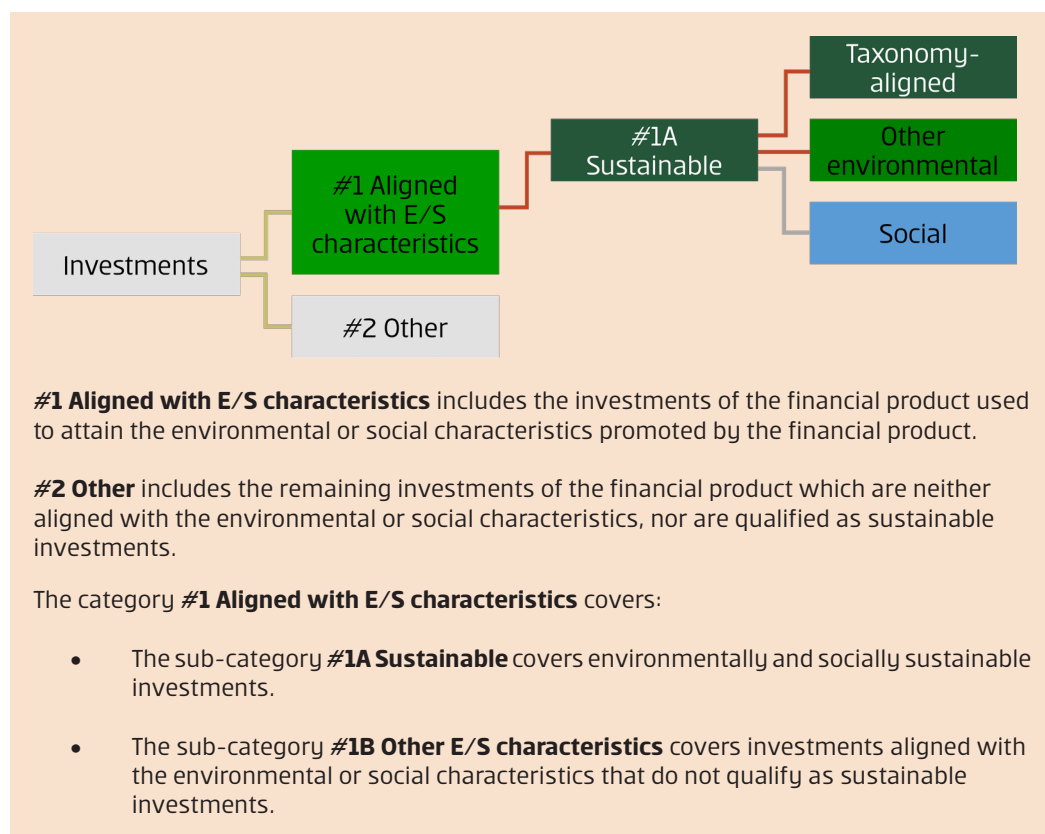 Taxonomy-
aligned
#1A
Sustainable
Other
environmental
#1 Aligned
with E/S
characteristics
Social
Investments
#2 Other
#1 Aligned with E/S characteristics includes the investments of the financial product used
to attain the environmental or social characteristics promoted by the financial product.
#2 Other includes the remaining investments of the financial product which are neither
aligned with the environmental or social characteristics, nor are qualified as sustainable
investments.
The category #1 Aligned with E/S characteristics covers:
• The sub-category #1A Sustainable covers environmentally and socially sustainable
investments.
• The sub-category #1B Other E/S characteristics covers investments aligned with
the environmental or social characteristics that do not qualify as sustainable
investments.